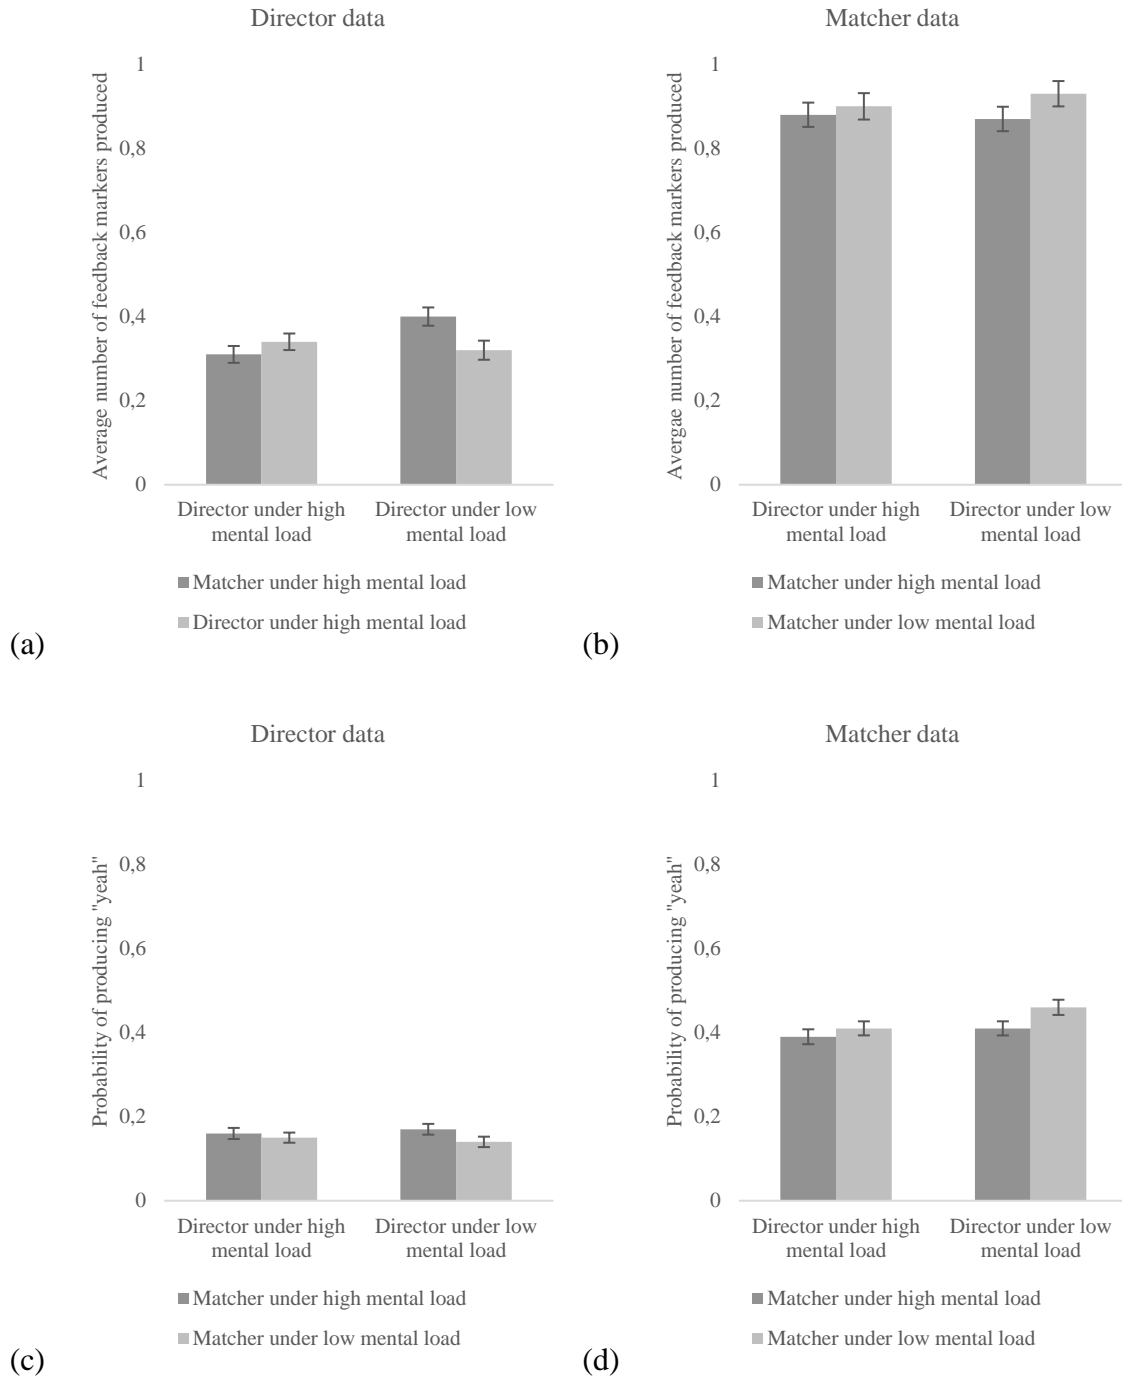 Director data
Average number of feedback markers produced
1
0,8
0,6
0,4
0,2
0
Director under high mental load
Director under low mental load
Matcher under high mental load
Director under high mental load
(a)
Matcher data
Avergae number of feedback markers produced
1
0,8
0,6
0,4
0,2
0
Director under high mental load
Director under low mental load
Matcher under high mental load
Matcher under low mental load
(b)
Director data
Probability of producing "yeah"
1
0,8
0,6
0,4
0,2
0
Director under high mental load
Director under low mental load
Matcher under high mental load
Matcher under low mental load
(c)
Matcher data
Probability of producing "yeah"
1
0,8
0,6
0,4
0,2
0
Director under high mental load
Director under low mental load
Matcher under high mental load
Matcher under low mental load
(d)